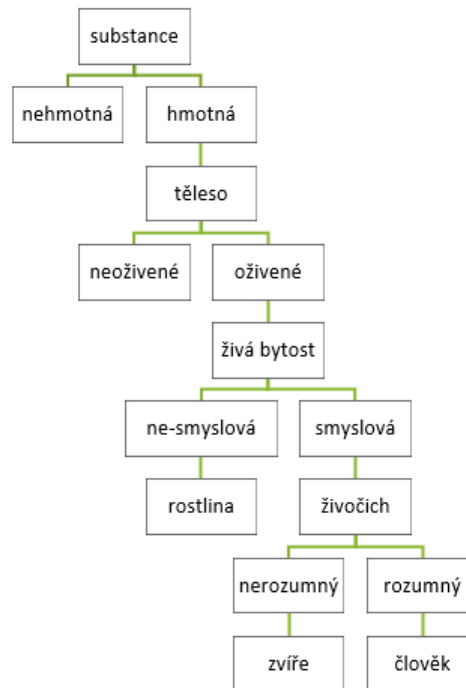 substance
nehmotná
hmotná
těleso
neoživené
oživené
živá bytost
ne-smyslová
smyslová
rostlina
živočich
nerozumný
rozumný
zvíře
člověk